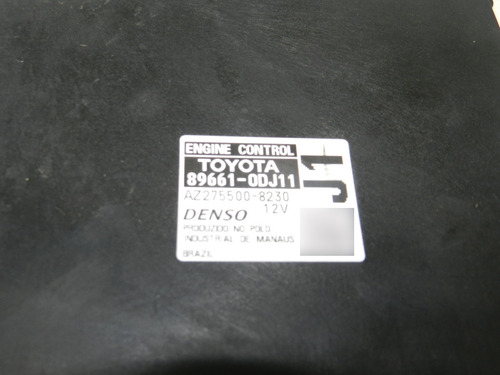 ENGINE CONTROL
TOYOTA
89661-0DJ11
J1
AZ275500-8230
DENSO 12V
PRODUZIDO NO POLO
INDUSTRIAL DE MANAUS
BRAZIL